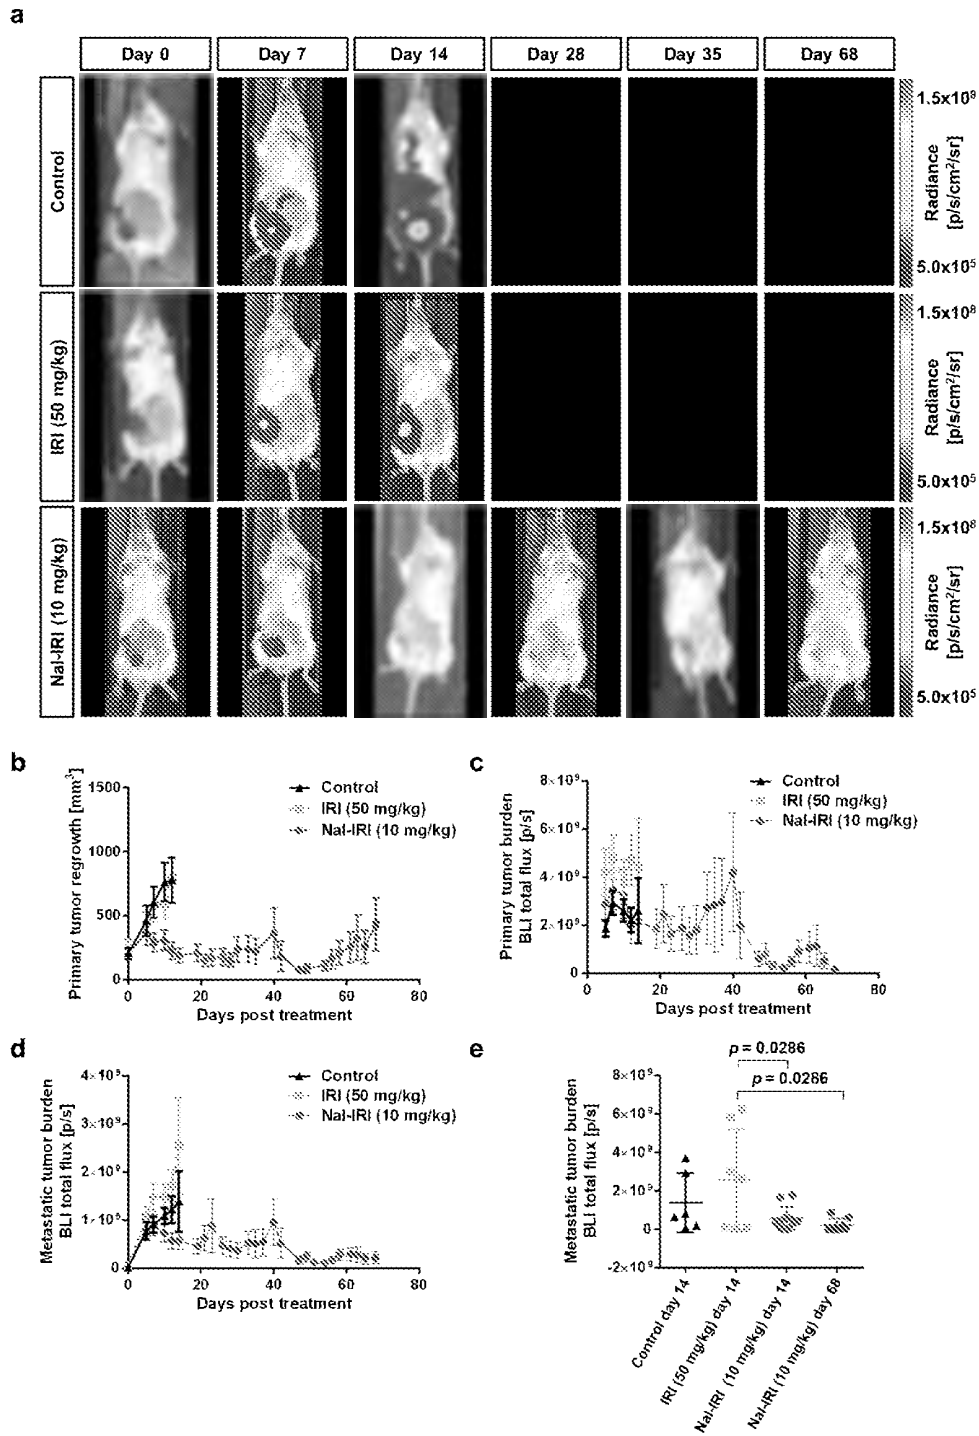 a
Day 0 Day 7 Day 14 Day 28 Day 35 Day 68
Control
1.5x10⁹
Radiance
[p/s/cm²/sr]
5.0x10⁵
IRI (50 mg/kg)
1.5x10⁸
Radiance
[p/s/cm²/sr]
5.0x10⁵
Nal-IRI (10 mg/kg)
1.5x10⁸
Radiance
[p/s/cm²/sr]
5.0x10⁵
b
Primary tumor regrowth [mm³]
1500
1000
500
0
0 20 40 60 80
Days post treatment
Control
IRI (50 mg/kg)
Nal-IRI (10 mg/kg)
c
Primary tumor burden
BLI total flux [p/s]
8×10⁹
6×10⁹
4×10⁹
2×10⁹
0
0 20 40 60 80
Days post treatment
Control
IRI (50 mg/kg)
Nal-IRI (10 mg/kg)
d
Metastatic tumor burden
BLI total flux [p/s]
4×10⁹
3×10⁹
2×10⁹
0
0 20 40 60 80
Days post treatment
Control
IRI (50 mg/kg)
Nal-IRI (10 mg/kg)
e
Metastatic tumor burden
BLI total flux [p/s]
8×10⁹
6×10⁹
4×10⁹
2×10⁹
0
-2×10⁹
p = 0.0286
p = 0.0286
Control day 14
IRI (50 mg/kg) day 14
Nal-IRI (10 mg/kg) day 14
Nal-IRI (10 mg/kg) day 68